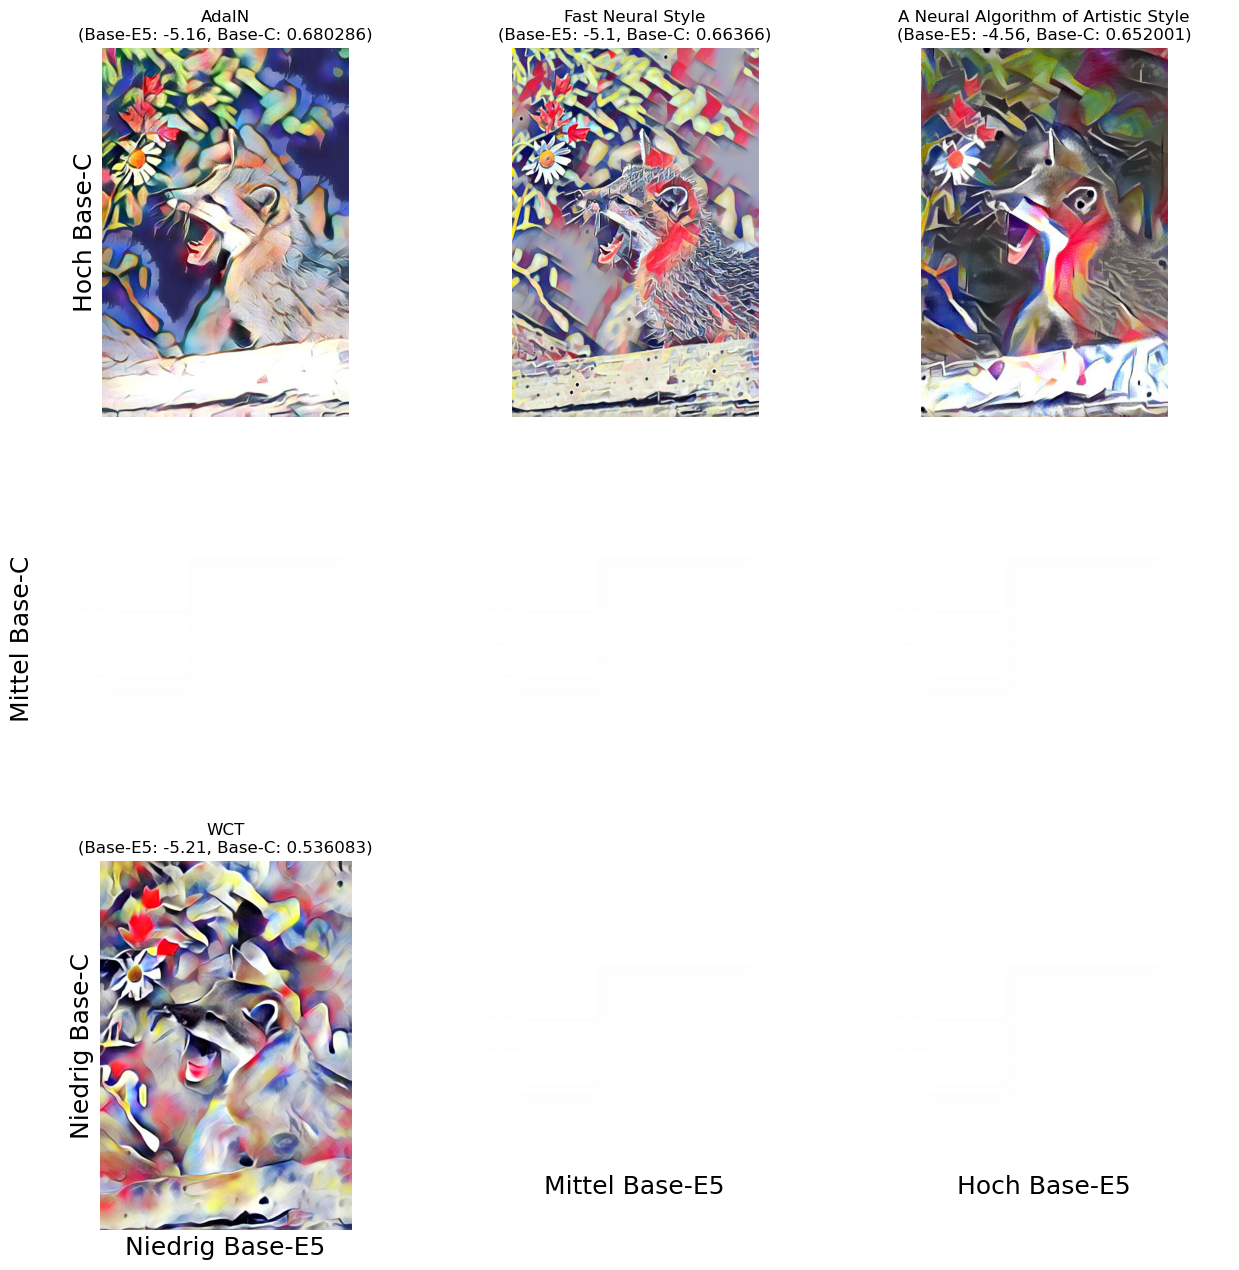 AdaIN
(Base-E5: -5.16, Base-C: 0.680286)
Fast Neural Style
(Base-E5: -5.1, Base-C: 0.66366)
A Neural Algorithm of Artistic Style
(Base-E5: -4.56, Base-C: 0.652001)
Hoch Base-C
Mittel Base-C
WCT
(Base-E5: -5.21, Base-C: 0.536083)
Niedrig Base-C
Niedrig Base-E5
Mittel Base-E5
Hoch Base-E5